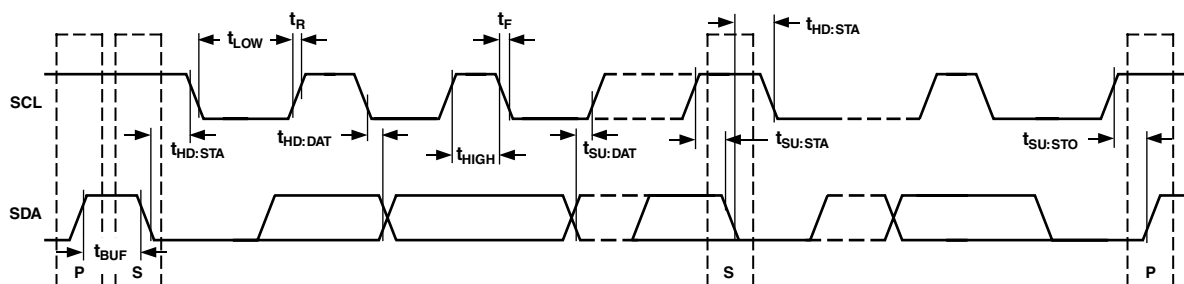 tR
tF
tLOW
tHD:STA
SCL
tHD:STA
tHD:DAT
tHIGH
tSU:DAT
tSU:STA
tSU:STO
SDA
tBUF
P
S
S
P